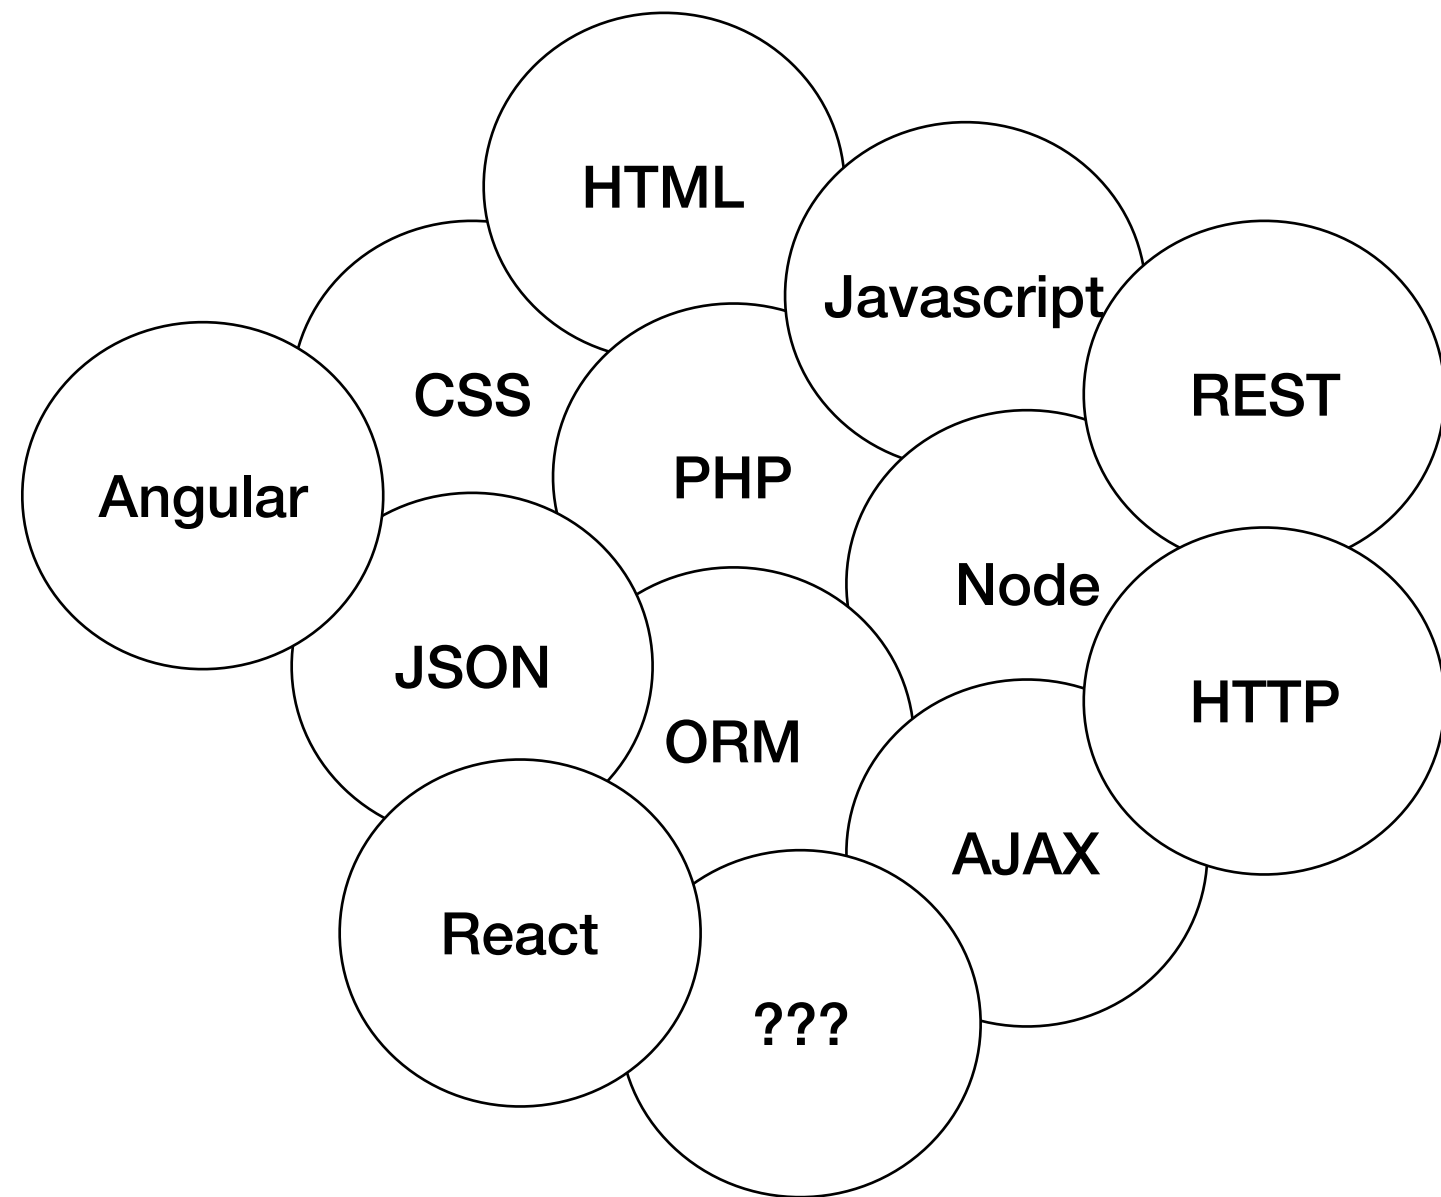 HTML
Javascript
CSS
REST
PHP
Angular
Node
JSON
HTTP
ORM
AJAX
React
???